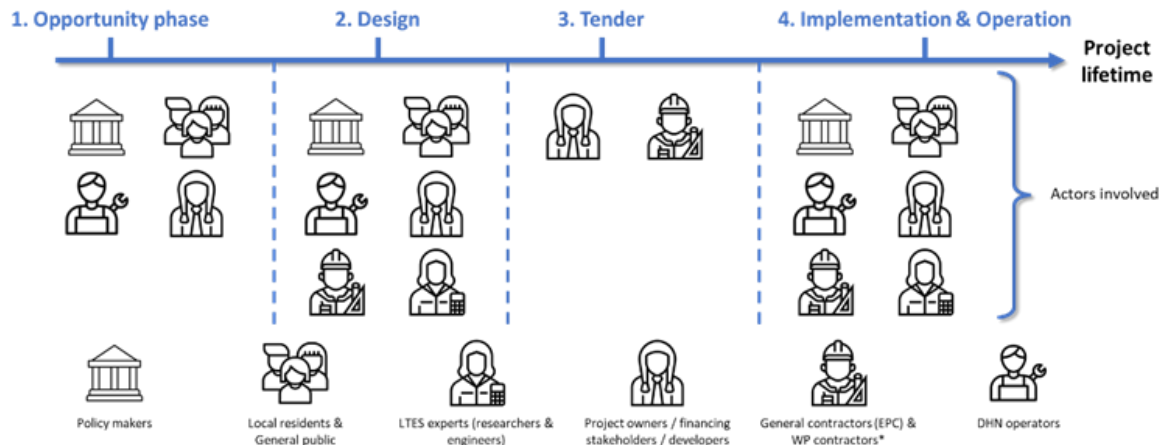 1. Opportunity phase
2. Design
3. Tender
4. Implementation & Operation
Project
lifetime
Actors involved
Policy makers
Local residents &
General public
LTES experts (researchers &
engineers)
Project owners / financing
stakeholders / developers
General contractors (EPC) &
WP contractors*
DHN operators